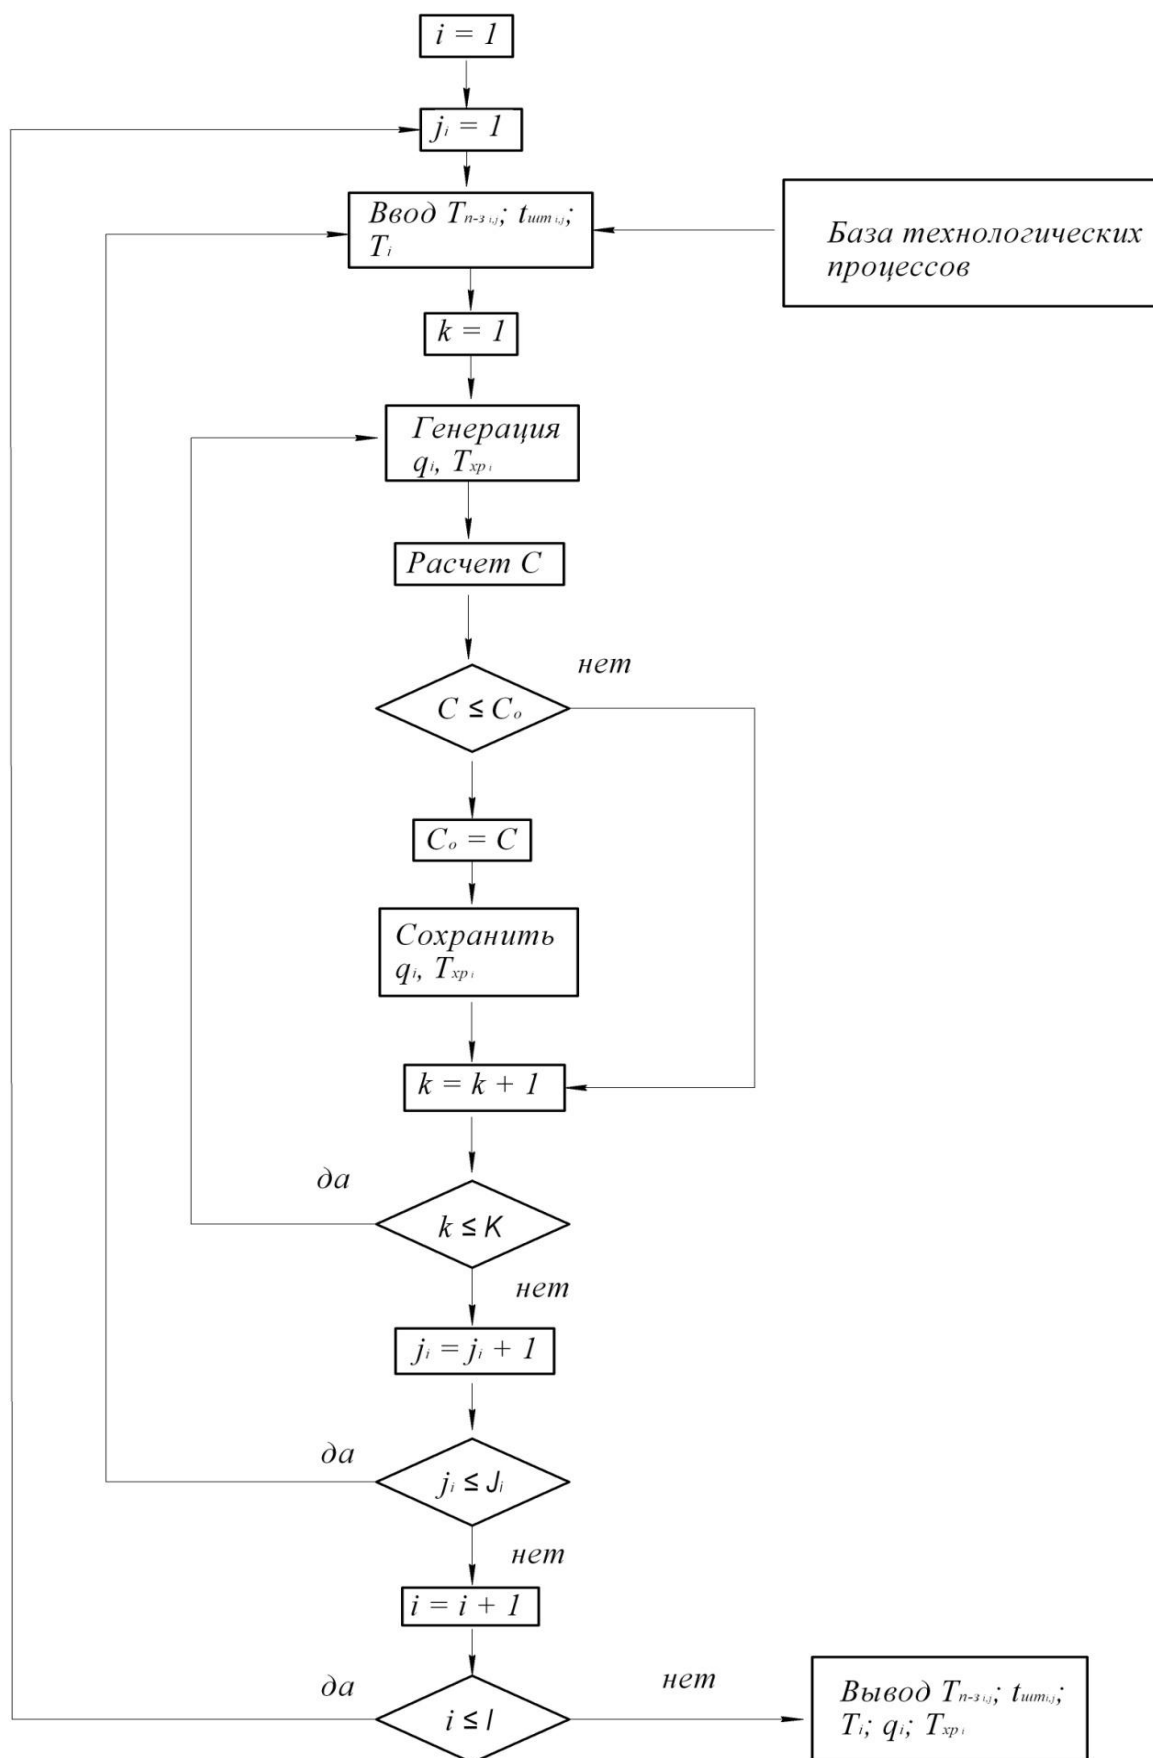 i = 1
jᵢ = 1
Ввод Tп-з i,j; tшт i,j;
Tᵢ
База технологических
процессов
k = 1
Генерация
qᵢ, Tхр i
Расчет C
нет
C ≤ Cₒ
Cₒ = C
Сохранить
qᵢ, Tхр i
k = k + 1
да
k ≤ K
нет
jᵢ = jᵢ + 1
да
jᵢ ≤ Jᵢ
нет
i = i + 1
да
i ≤ I
нет
Вывод Tп-з i,j; tшт i,j;
Tᵢ; qᵢ; Tхр i